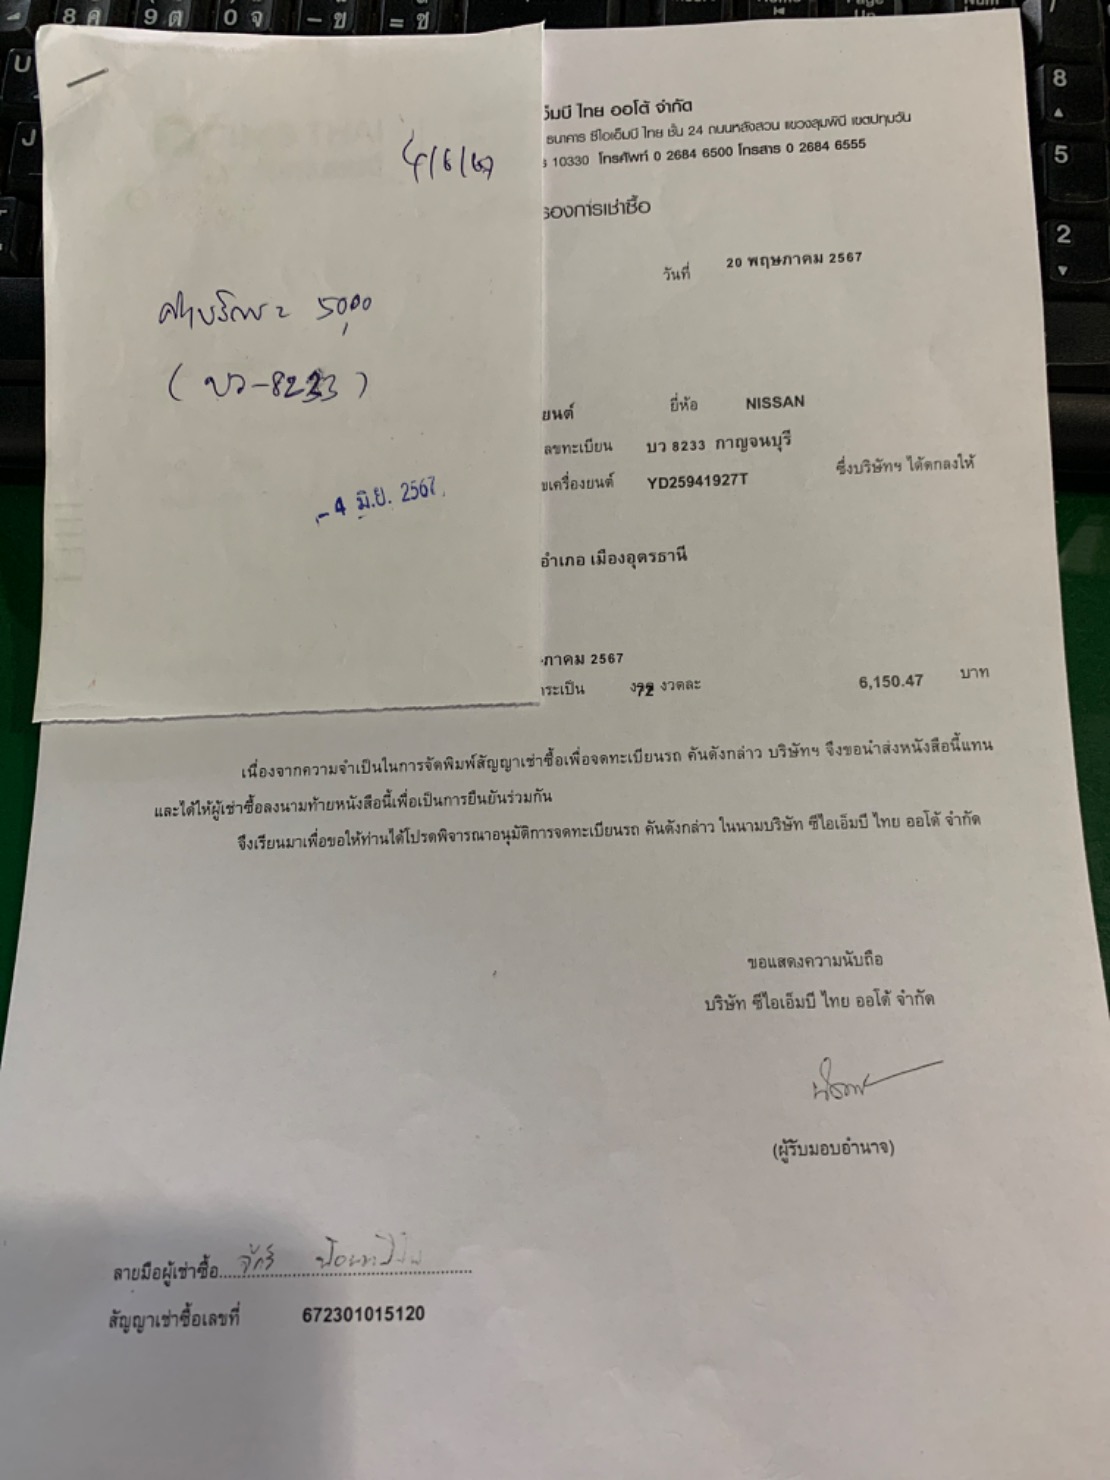 4/6/67
ค่าบริการ 5,000
(บว-8233)
-4 มิ.ย. 2567
อ็มบี ไทย ออโต้ จำกัด
ธนาคาร ซีไอเอ็มบี ไทย ชั้น 24 ถนนหลังสวน แขวงลุมพินี เขตปทุมวัน
10330 โทรศัพท์ 0 2684 6500 โทรสาร 0 2684 6555
รองการเช่าซื้อ
วันที่ 20 พฤษภาคม 2567
ยนต์ ยี่ห้อ NISSAN
ลขทะเบียน บว 8233 กาญจนบุรี
ขเครื่องยนต์ YD25941927T ซึ่งบริษัทฯ ได้ตกลงให้
อำเภอ เมืองอุดรธานี
ภาคม 2567
ระเป็น 72 งวด งวดละ 6,150.47 บาท
เนื่องจากความจำเป็นในการจัดพิมพ์สัญญาเช่าซื้อเพื่อจดทะเบียนรถ คันดังกล่าว บริษัทฯ จึงขอนำส่งหนังสือนี้แทน
และได้ให้ผู้เช่าซื้อลงนามท้ายหนังสือนี้เพื่อเป็นการยืนยันร่วมกัน
จึงเรียนมาเพื่อขอให้ท่านได้โปรดพิจารณาอนุมัติการจดทะเบียนรถ คันดังกล่าว ในนามบริษัท ซีไอเอ็มบี ไทย ออโต้ จำกัด
ขอแสดงความนับถือ
บริษัท ซีไอเอ็มบี ไทย ออโต้ จำกัด
(ผู้รับมอบอำนาจ)
ลายมือผู้เช่าซื้อ
สัญญาเช่าซื้อเลขที่ 672301015120